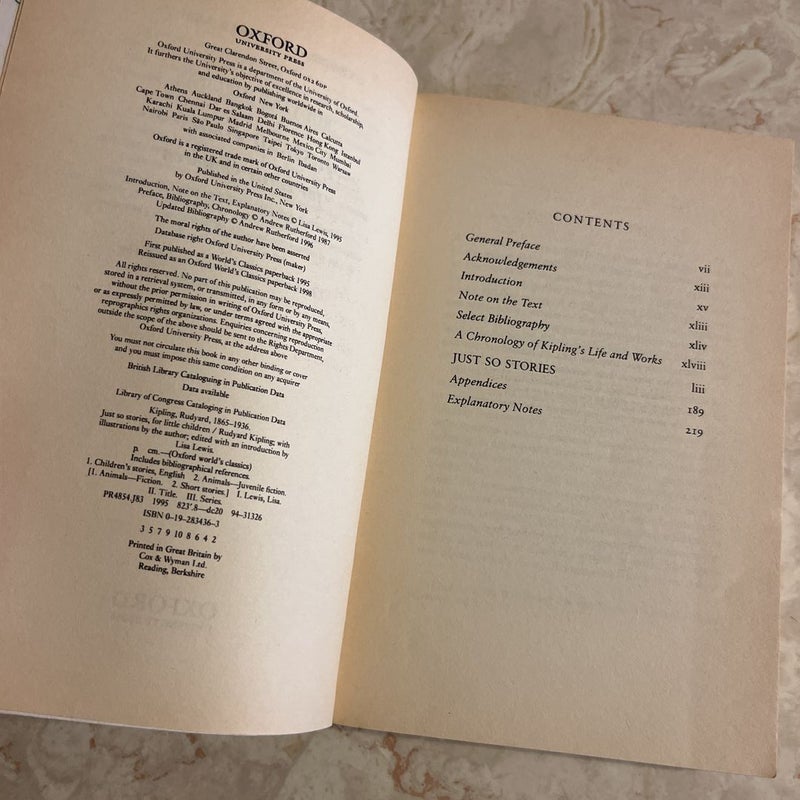 OXFORD
UNIVERSITY PRESS
Great Clarendon Street, Oxford OX2 6DP
Oxford University Press is a department of the University of Oxford.
It furthers the University's objective of excellence in research, scholarship,
and education by publishing worldwide in
Oxford New York
Athens Auckland Bangkok Bogotá Buenos Aires Calcutta
Cape Town Chennai Dar es Salaam Delhi Florence Hong Kong Istanbul
Karachi Kuala Lumpur Madrid Melbourne Mexico City Mumbai
Nairobi Paris São Paulo Singapore Taipei Tokyo Toronto Warsaw
with associated companies in Berlin Ibadan
Oxford is a registered trade mark of Oxford University Press
in the UK and in certain other countries
Published in the United States
by Oxford University Press Inc., New York
Introduction, Note on the Text, Explanatory Notes © Lisa Lewis, 1995
Preface, Bibliography, Chronology © Andrew Rutherford 1987
Updated Bibliography © Andrew Rutherford 1996
The moral rights of the author have been asserted
Database right Oxford University Press (maker)
First published as a World's Classics paperback 1995
Reissued as an Oxford World's Classics paperback 1998
All rights reserved. No part of this publication may be reproduced,
stored in a retrieval system, or transmitted, in any form or by any means,
without the prior permission in writing of Oxford University Press,
or as expressly permitted by law, or under terms agreed with the appropriate
reprographics rights organizations. Enquiries concerning reproduction
outside the scope of the above should be sent to the Rights Department,
Oxford University Press, at the address above
You must not circulate this book in any other binding or cover
and you must impose this same condition on any acquirer
British Library Cataloguing in Publication Data
Data available
Library of Congress Cataloging in Publication Data
Kipling, Rudyard, 1865–1936.
Just so stories, for little children / Rudyard Kipling; with
illustrations by the author; edited with an introduction by
Lisa Lewis.
p. cm.—(Oxford world's classics)
Includes bibliographical references.
1. Children's stories, English 2. Animals—Juvenile fiction.
[1. Animals—Fiction. 2. Short stories.] I. Lewis, Lisa.
II. Title. III. Series.
PR4854.J83 1995 823'.8—dc20 94–31326
ISBN 0–19–283436–3
3 5 7 9 10 8 6 4 2
Printed in Great Britain by
Cox & Wyman Ltd.
Reading, Berkshire
CONTENTS
General Preface vii
Acknowledgements xiii
Introduction xv
Note on the Text xliii
Select Bibliography xliv
A Chronology of Kipling's Life and Works xlviii
JUST SO STORIES liii
Appendices 189
Explanatory Notes 219